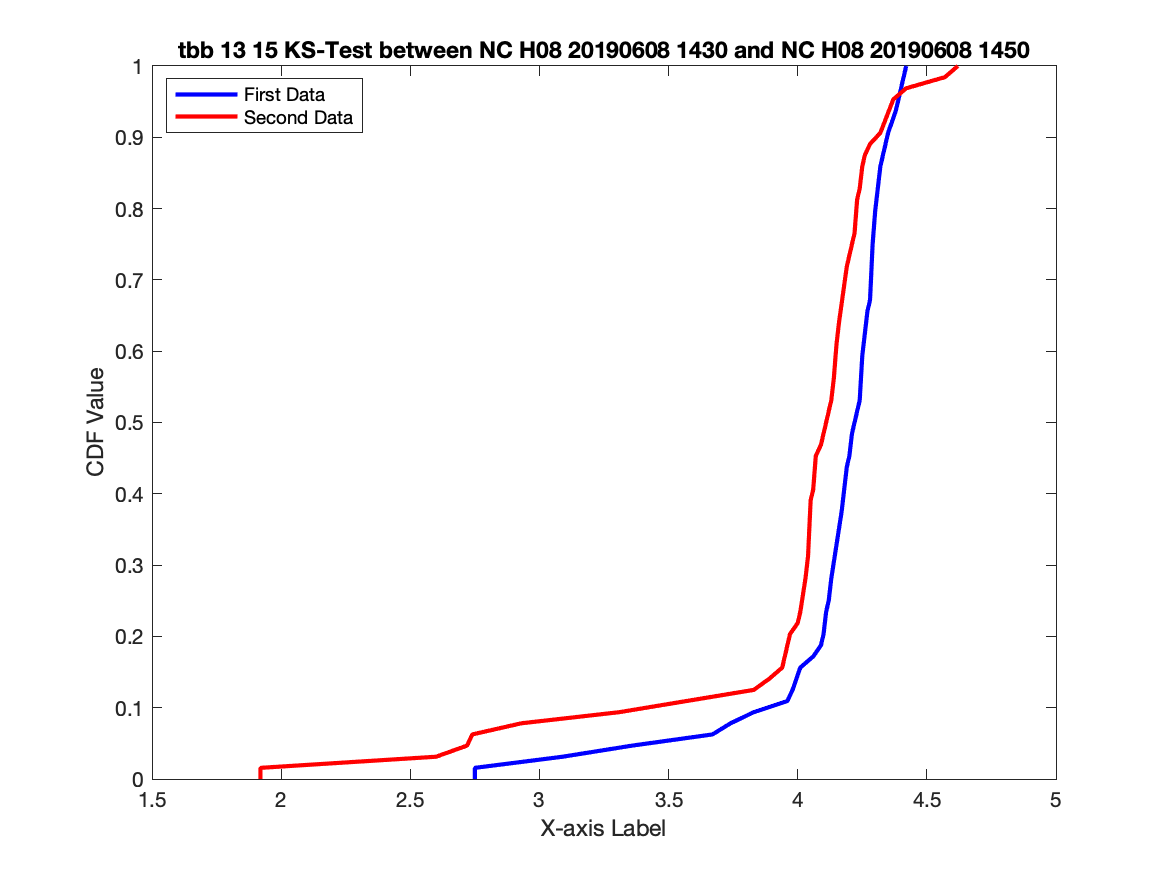 tbb 13 15 KS-Test between NC H08 20190608 1430 and NC H08 20190608 1450
First Data
Second Data
1
0.9
0.8
0.7
0.6
0.5
0.4
0.3
0.2
0.1
0
CDF Value
1.5 2 2.5 3 3.5 4 4.5 5
X-axis Label